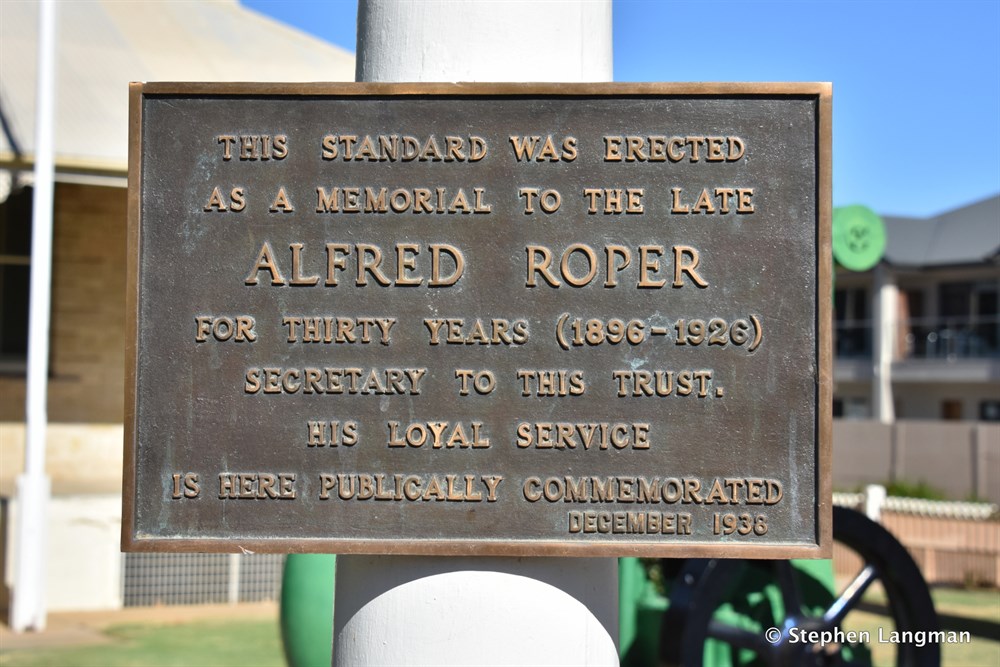 THIS STANDARD WAS ERECTED
AS A MEMORIAL TO THE LATE
ALFRED ROPER
FOR THIRTY YEARS (1896-1926)
SECRETARY TO THIS TRUST.
HIS LOYAL SERVICE
IS HERE PUBLICALLY COMMEMORATED
DECEMBER 1938
© Stephen Langman